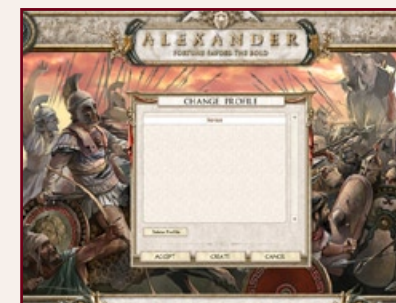 ALEXANDER
FORTUNE FAVORS THE BOLD
CHANGE PROFILE
Delete Profile
ACCEPT
CREATE
CANCEL